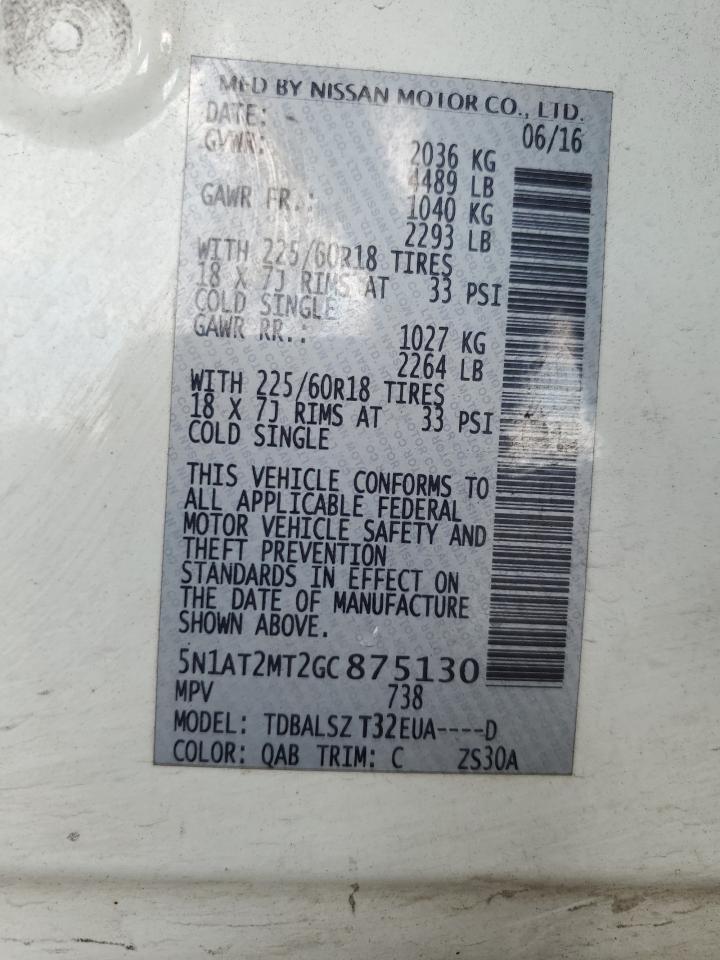 MFD BY NISSAN MOTOR CO., LTD.
DATE: 06/16
GVWR: 2036 KG
4489 LB
GAWR FR.: 1040 KG
2293 LB
WITH 225/60R18 TIRES
18 X 7J RIMS AT 33 PSI
COLD SINGLE
GAWR RR.: 1027 KG
2264 LB
WITH 225/60R18 TIRES
18 X 7J RIMS AT 33 PSI
COLD SINGLE
THIS VEHICLE CONFORMS TO
ALL APPLICABLE FEDERAL
MOTOR VEHICLE SAFETY AND
THEFT PREVENTION
STANDARDS IN EFFECT ON
THE DATE OF MANUFACTURE
SHOWN ABOVE.
5N1AT2MT2GC875130
MPV 738
MODEL: TDBALSZ T32EUA----D
COLOR: QAB TRIM: C ZS30A